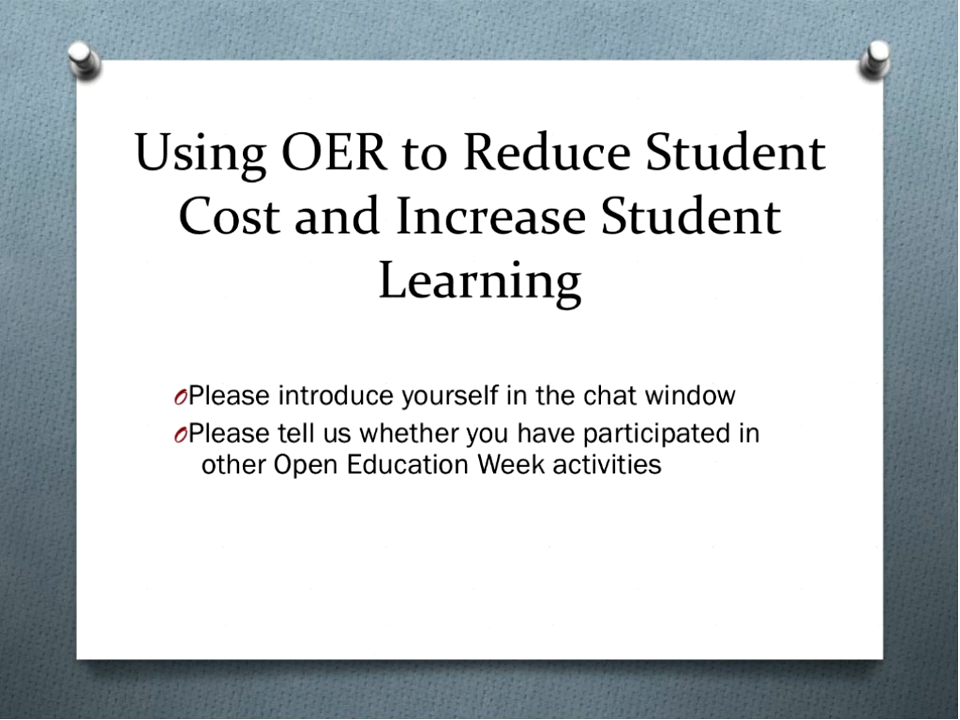 Using OER to Reduce Student
Cost and Increase Student
Learning
Please introduce yourself in the chat window
Please tell us whether you have participated in
other Open Education Week activities